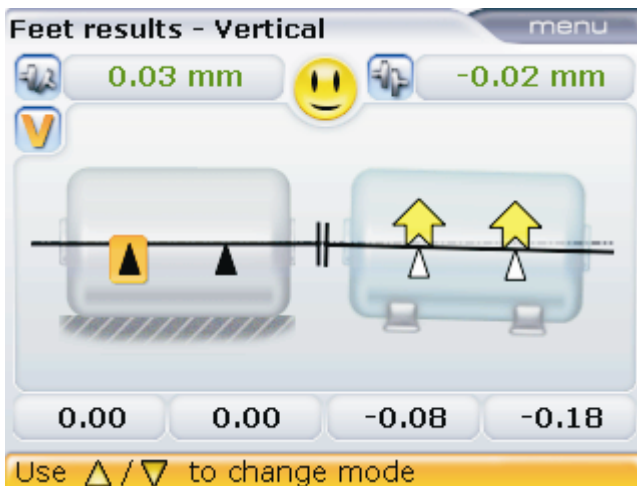 Feet results - Vertical menu
0.03 mm -0.02 mm
V
0.00 0.00 -0.08 -0.18
Use △/▽ to change mode